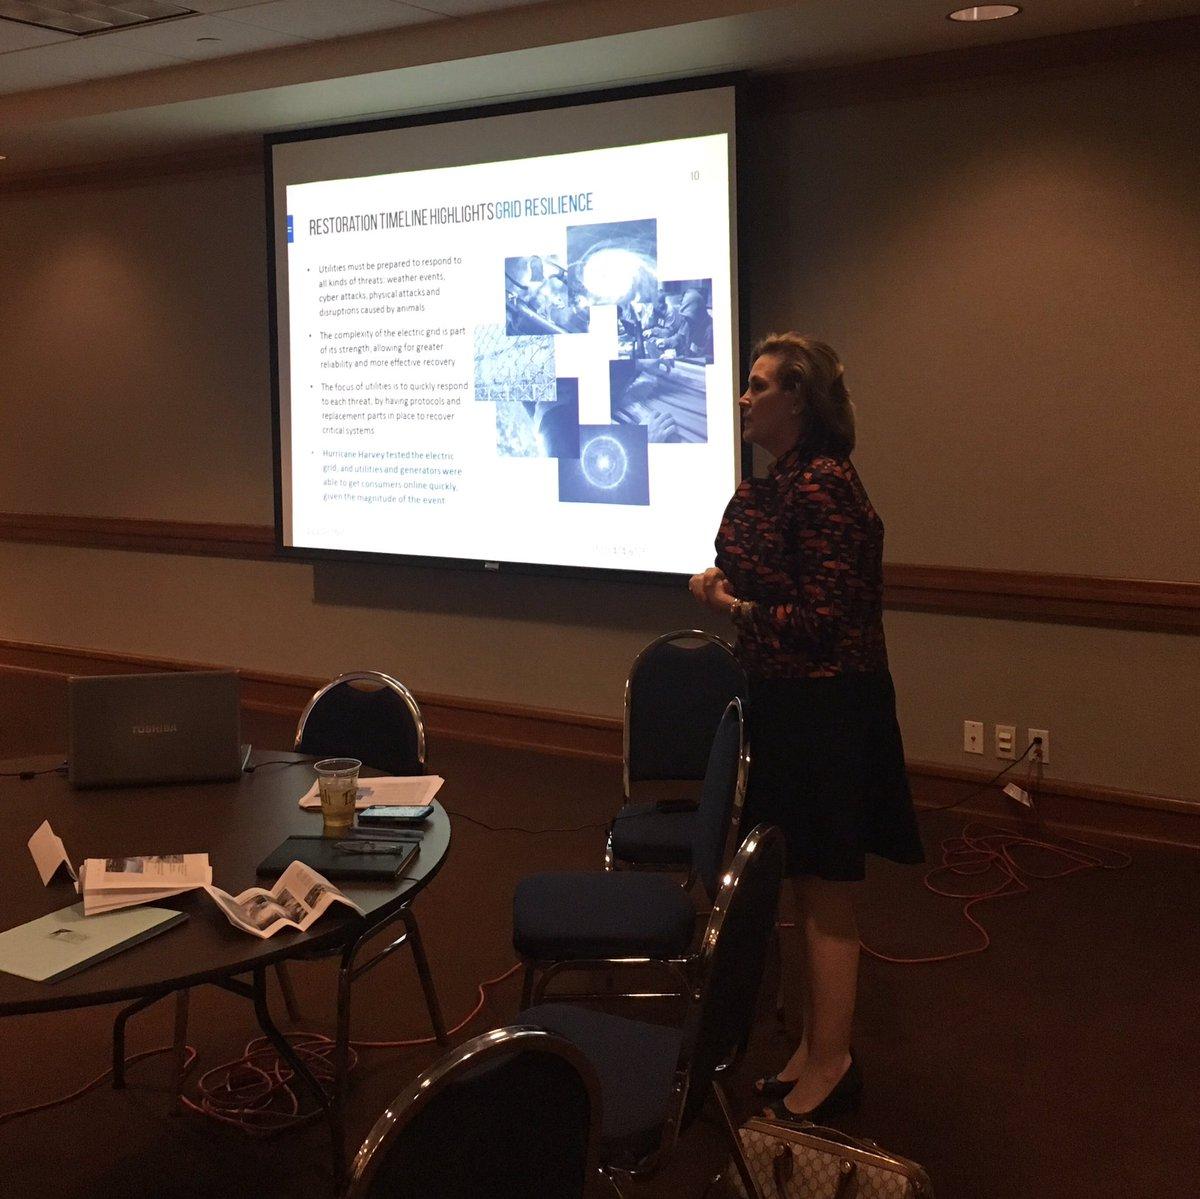 10
RESTORATION TIMELINE HIGHLIGHTS GRID RESILIENCE
• Utilities must be prepared to respond to
all kinds of threats: weather events,
cyber attacks, physical attacks and
disruptions caused by animals
• The complexity of the electric grid is part
of its strength, allowing for greater
reliability and more effective recovery
• The focus of utilities is to quickly respond
to each threat, by having protocols and
replacement parts in place to recover
critical systems
• Hurricane Harvey tested the electric
grid, and utilities and generators were
able to get consumers online quickly,
given the magnitude of the event
TOSHIBA